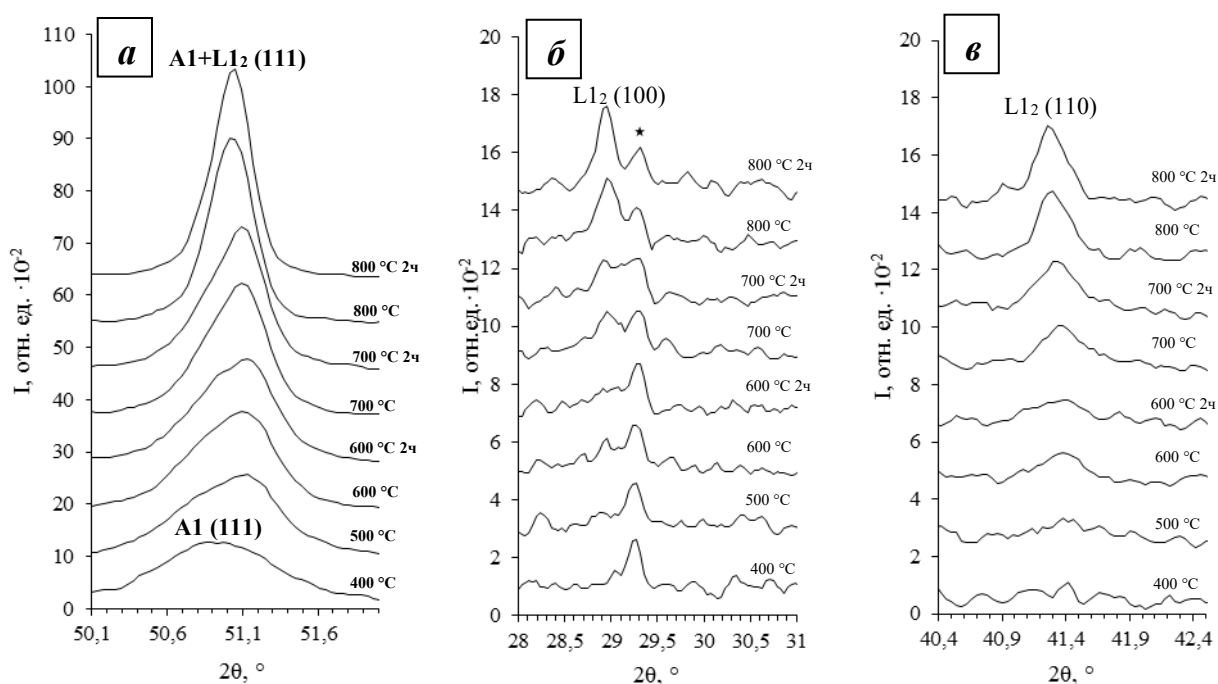 а
A1+L1₂ (111)
A1 (111)
I, отн. ед. ·10⁻²
110
100
90
80
70
60
50
40
30
20
10
0
800 °C 2ч
800 °C
700 °C 2ч
700 °C
600 °C 2ч
600 °C
500 °C
400 °C
50,1 50,6 51,1 51,6
2θ, °
б
L1₂ (100)
★
I, отн.ед. ·10⁻²
20
18
16
14
12
10
8
6
4
2
0
800 °C 2ч
800 °C
700 °C 2ч
700 °C
600 °C 2ч
600 °C
500 °C
400 °C
28 28,5 29 29,5 30 30,5 31
2θ, °
в
L1₂ (110)
I, отн. ед. ·10⁻²
20
18
16
14
12
10
8
6
4
2
0
800 °C 2ч
800 °C
700 °C 2ч
700 °C
600 °C 2ч
600 °C
500 °C
400 °C
40,4 40,9 41,4 41,9 42,4
2θ, °